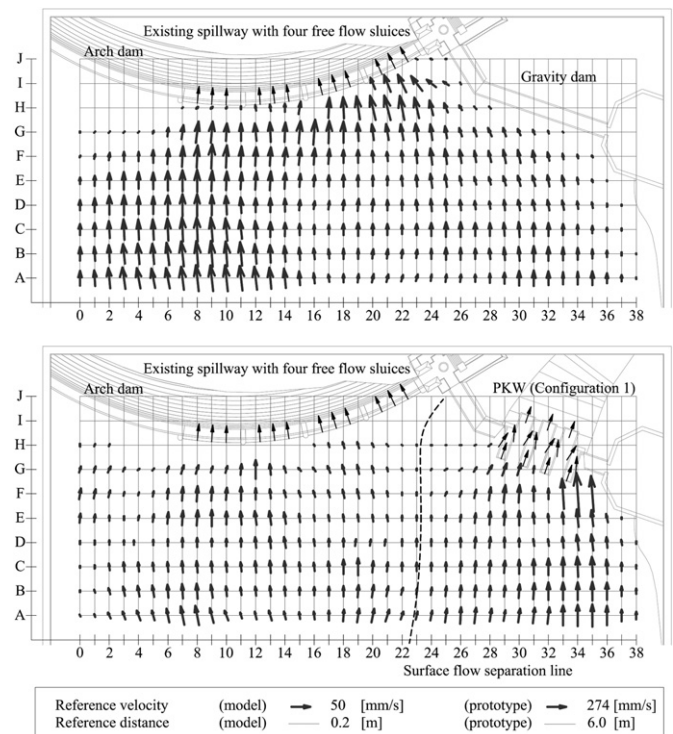 Existing spillway with four free flow sluices
Arch dam
Gravity dam
J
I
H
G
F
E
D
C
B
A
0 2 4 6 8 10 12 14 16 18 20 22 24 26 28 30 32 34 36 38
Existing spillway with four free flow sluices
Arch dam
PKW (Configuration 1)
J
I
H
G
F
E
D
C
B
A
0 2 4 6 8 10 12 14 16 18 20 22 24 26 28 30 32 34 36 38
Surface flow separation line
Reference velocity (model) 50 [mm/s] (prototype) 274 [mm/s]
Reference distance (model) 0.2 [m] (prototype) 6.0 [m]